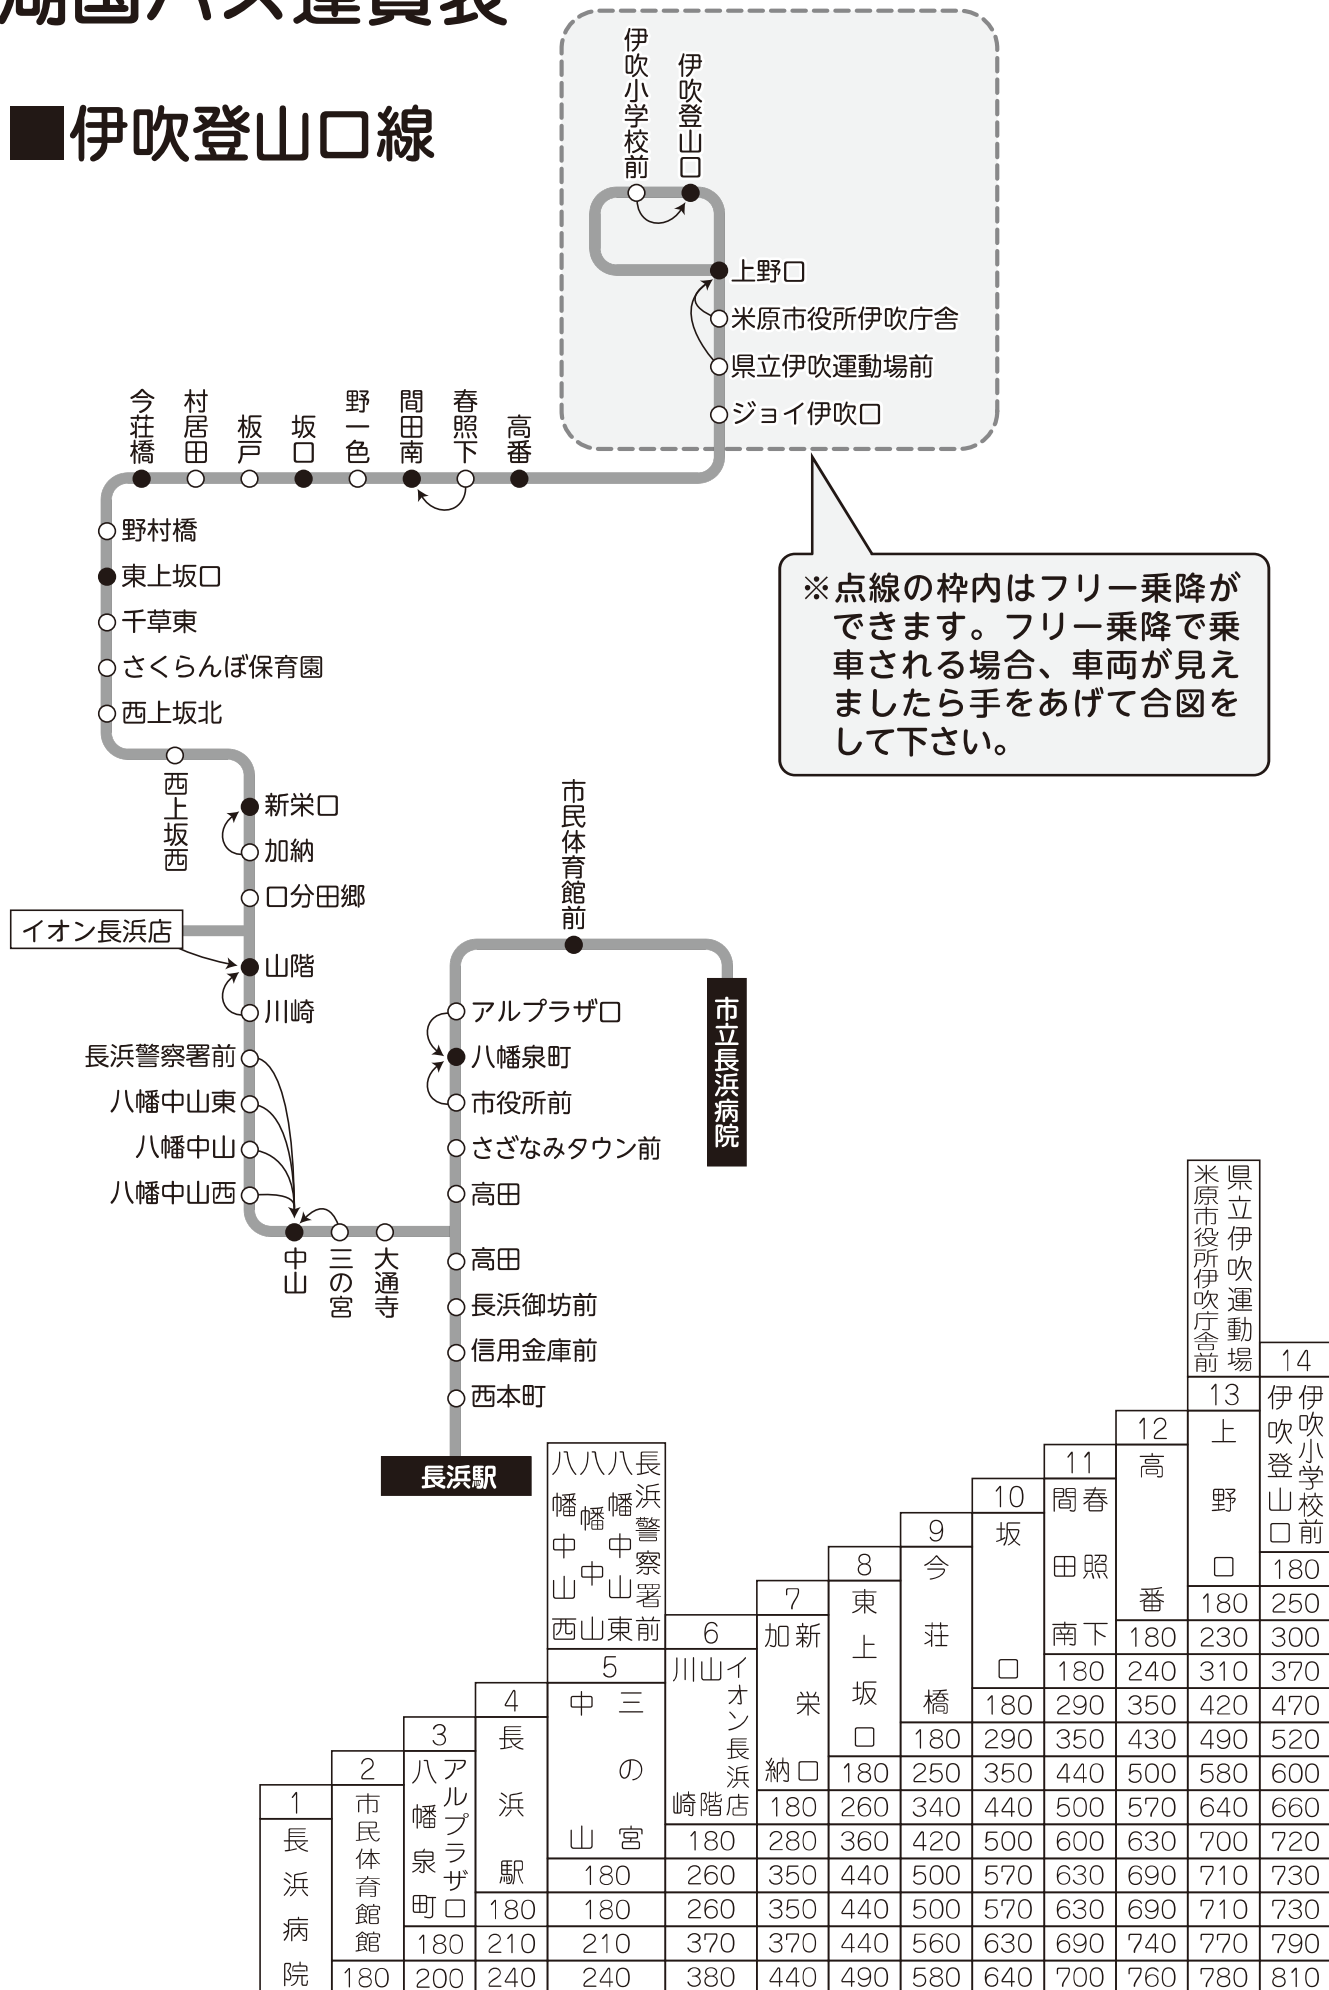 湖国バス運賃表
■伊吹登山口線
伊吹小学校前
伊吹登山口
上野口
米原市役所伊吹庁舎
県立伊吹運動場前
ジョイ伊吹口
今荘橋
村居田
板戸
坂口
野一色
間田南
春照下
高番
野村橋
東上坂口
千草東
さくらんぼ保育園
西上坂北
西上坂西
※点線の枠内はフリー乗降が
できます。フリー乗降で乗
車される場合、車両が見え
ましたら手をあげて合図を
して下さい。
新栄口
加納
口分田郷
イオン長浜店
山階
川崎
長浜警察署前
八幡中山東
八幡中山
八幡中山西
中山
三の宮
大通寺
市民体育館前
市立長浜病院
アルプラザ口
八幡泉町
市役所前
さざなみタウン前
高田
高田
長浜御坊前
信用金庫前
西本町
長浜駅
米原市役所伊吹庁舎前
県立伊吹運動場
14
13
伊吹登山口
伊吹小学校前
12
上野口
11
高番
10
間田南
春照下
9
坂口
180
8
今荘橋
180 250
7
東上坂口
180 230 300
6
加納
新栄口
180 240 310 370
八幡中山西
八幡中山
八幡中山東
長浜警察署前
5
川崎
山階
イオン長浜店
180 290 350 420 470
4
中山
三の宮
180 290 350 430 490 520
3
長浜駅
180 250 350 440 500 580 600
2
八幡泉町
アルプラザ口
180 260 340 440 500 570 640 660
1
市民体育館
180 280 360 420 500 600 630 700 720
長浜病院
180 260 350 440 500 570 630 690 710 730
180 180 260 350 440 500 570 630 690 710 730
180 210 210 370 370 440 560 630 690 740 770 790
館 180 200 240 240 380 440 490 580 640 700 760 780 810